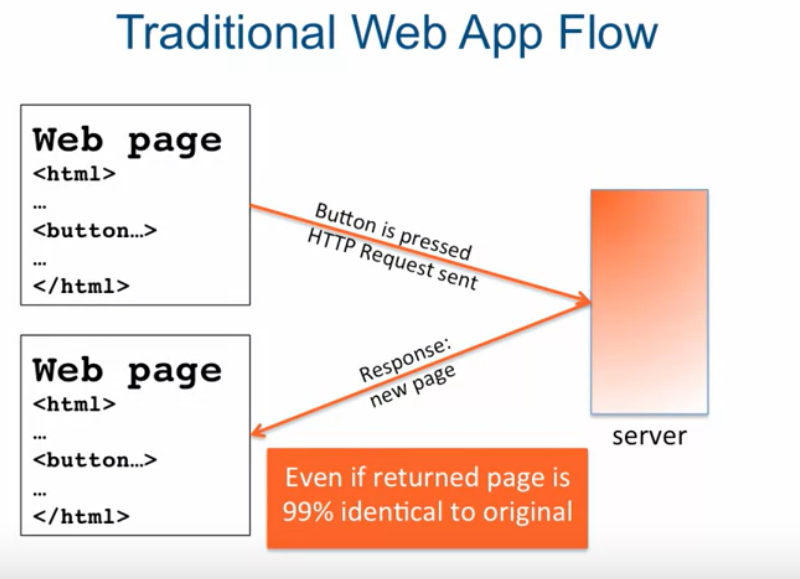 Traditional Web App Flow
Web page
<html>
…
<button…>
…
</html>
Button is pressed
HTTP Request sent
Response:
new page
server
Web page
<html>
…
<button…>
…
</html>
Even if returned page is
99% identical to original